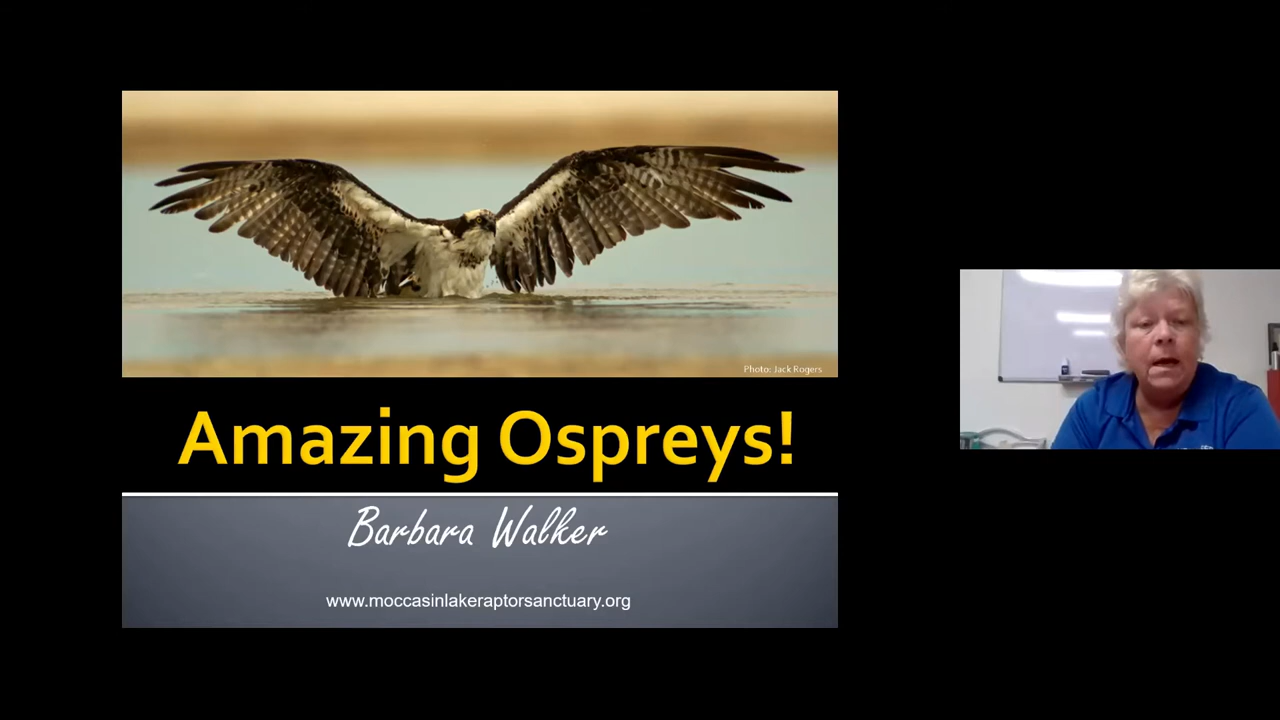 Photo: Jack Rogers
Amazing Ospreys!
Barbara Walker
www.moccasinlakeraptorsanctuary.org